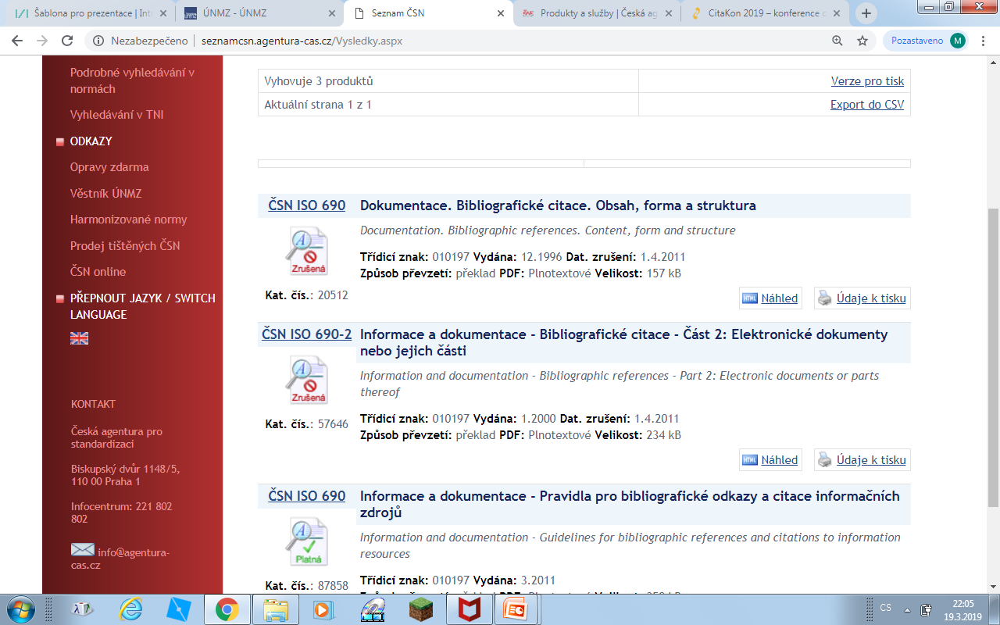 Šablona pro prezentace | Int
ÚNMZ - ÚNMZ
Seznam ČSN
Produkty a služby | Česká ag
CitaKon 2019 – konference
Nezabezpečeno
seznamcsn.agentura-cas.cz/Vysledky.aspx
Pozastaveno M
Podrobné vyhledávání v
normách
Vyhledávání v TNI
ODKAZY
Opravy zdarma
Věstník ÚNMZ
Harmonizované normy
Prodej tištěných ČSN
ČSN online
PŘEPNOUT JAZYK / SWITCH
LANGUAGE
KONTAKT
Česká agentura pro
standardizaci
Biskupský dvůr 1148/5,
110 00 Praha 1
Infocentrum: 221 802
802
info@agentura-
cas.cz
Vyhovuje 3 produktů
Verze pro tisk
Aktuální strana 1 z 1
Export do CSV
ČSN ISO 690
Dokumentace. Bibliografické citace. Obsah, forma a struktura
Documentation. Bibliographic references. Content, form and structure
Zrušená
Třídicí znak: 010197 Vydána: 12.1996 Dat. zrušení: 1.4.2011
Způsob převzetí: překlad PDF: Plnotextové Velikost: 157 kB
Kat. čís.: 20512
HTML Náhled
Údaje k tisku
ČSN ISO 690-2
Informace a dokumentace - Bibliografické citace - Část 2: Elektronické dokumenty
nebo jejich části
Information and documentation - Bibliographic references - Part 2: Electronic documents or parts
thereof
Zrušená
Třídicí znak: 010197 Vydána: 1.2000 Dat. zrušení: 1.4.2011
Způsob převzetí: překlad PDF: Plnotextové Velikost: 234 kB
Kat. čís.: 57646
HTML Náhled
Údaje k tisku
ČSN ISO 690
Informace a dokumentace - Pravidla pro bibliografické odkazy a citace informačních
zdrojů
Information and documentation - Guidelines for bibliographic references and citations to information
resources
Platná
Třídicí znak: 010197 Vydána: 3.2011
Kat. čís.: 87858
CS
22:05
19.3.2019